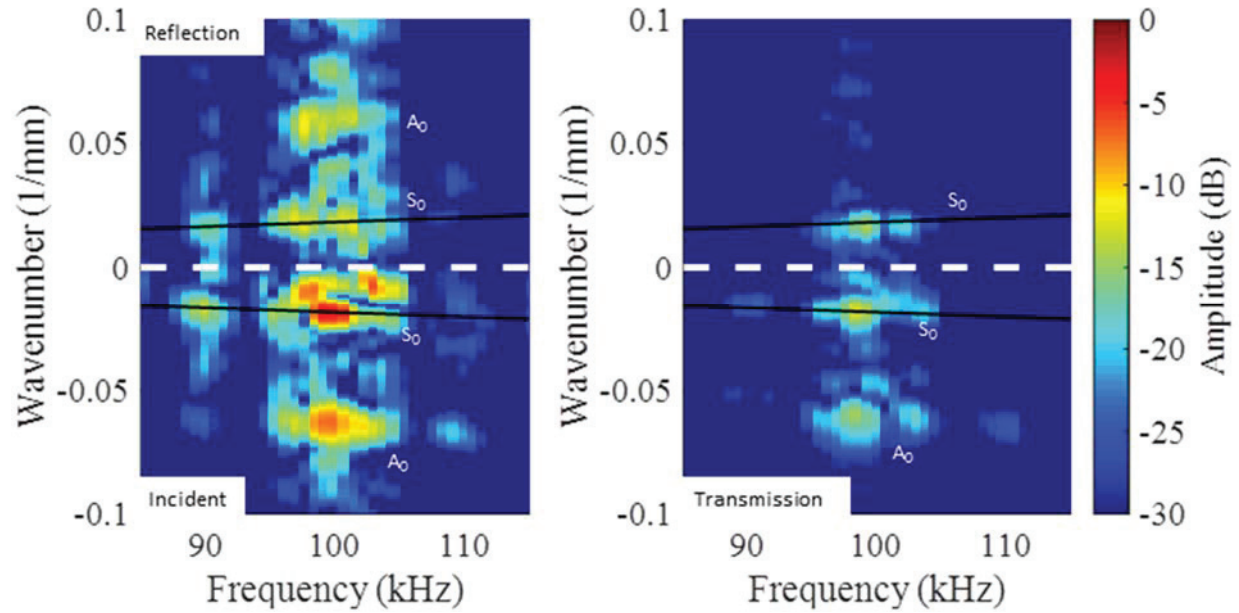 0.1
Reflection
A₀
0.05
S₀
0
S₀
-0.05
A₀
Incident
-0.1
90 100 110
Frequency (kHz)
Wavenumber (1/mm)
0.1
0.05
S₀
0
S₀
-0.05
A₀
Transmission
-0.1
90 100 110
Frequency (kHz)
Wavenumber (1/mm)
0
-5
-10
-15
-20
-25
-30
Amplitude (dB)